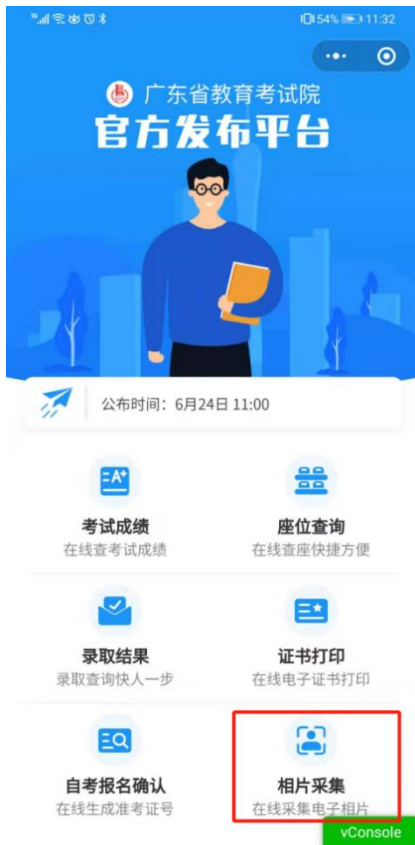 54% 11:32
广东省教育考试院
官方发布平台
公布时间：6月24日 11:00
A+
考试成绩
在线查考试成绩
座位查询
在线查座快捷方便
录取结果
录取查询快人一步
证书打印
在线电子证书打印
自考报名确认
在线生成准考证号
相片采集
在线采集电子相片
vConsole